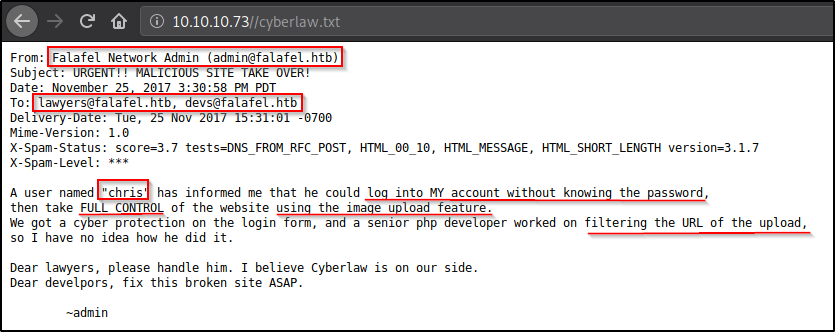 10.10.10.73//cyberlaw.txt
From: Falafel Network Admin (admin@falafel.htb)
Subject: URGENT!! MALICIOUS SITE TAKE OVER!
Date: November 25, 2017 3:30:58 PM PDT
To: lawyers@falafel.htb, devs@falafel.htb
Delivery-Date: Tue, 25 Nov 2017 15:31:01 -0700
Mime-Version: 1.0
X-Spam-Status: score=3.7 tests=DNS_FROM_RFC_POST, HTML_00_10, HTML_MESSAGE, HTML_SHORT_LENGTH version=3.1.7
X-Spam-Level: ***
A user named "chris" has informed me that he could log into MY account without knowing the password,
then take FULL CONTROL of the website using the image upload feature.
We got a cyber protection on the login form, and a senior php developer worked on filtering the URL of the upload,
so I have no idea how he did it.
Dear lawyers, please handle him. I believe Cyberlaw is on our side.
Dear develpors, fix this broken site ASAP.
~admin